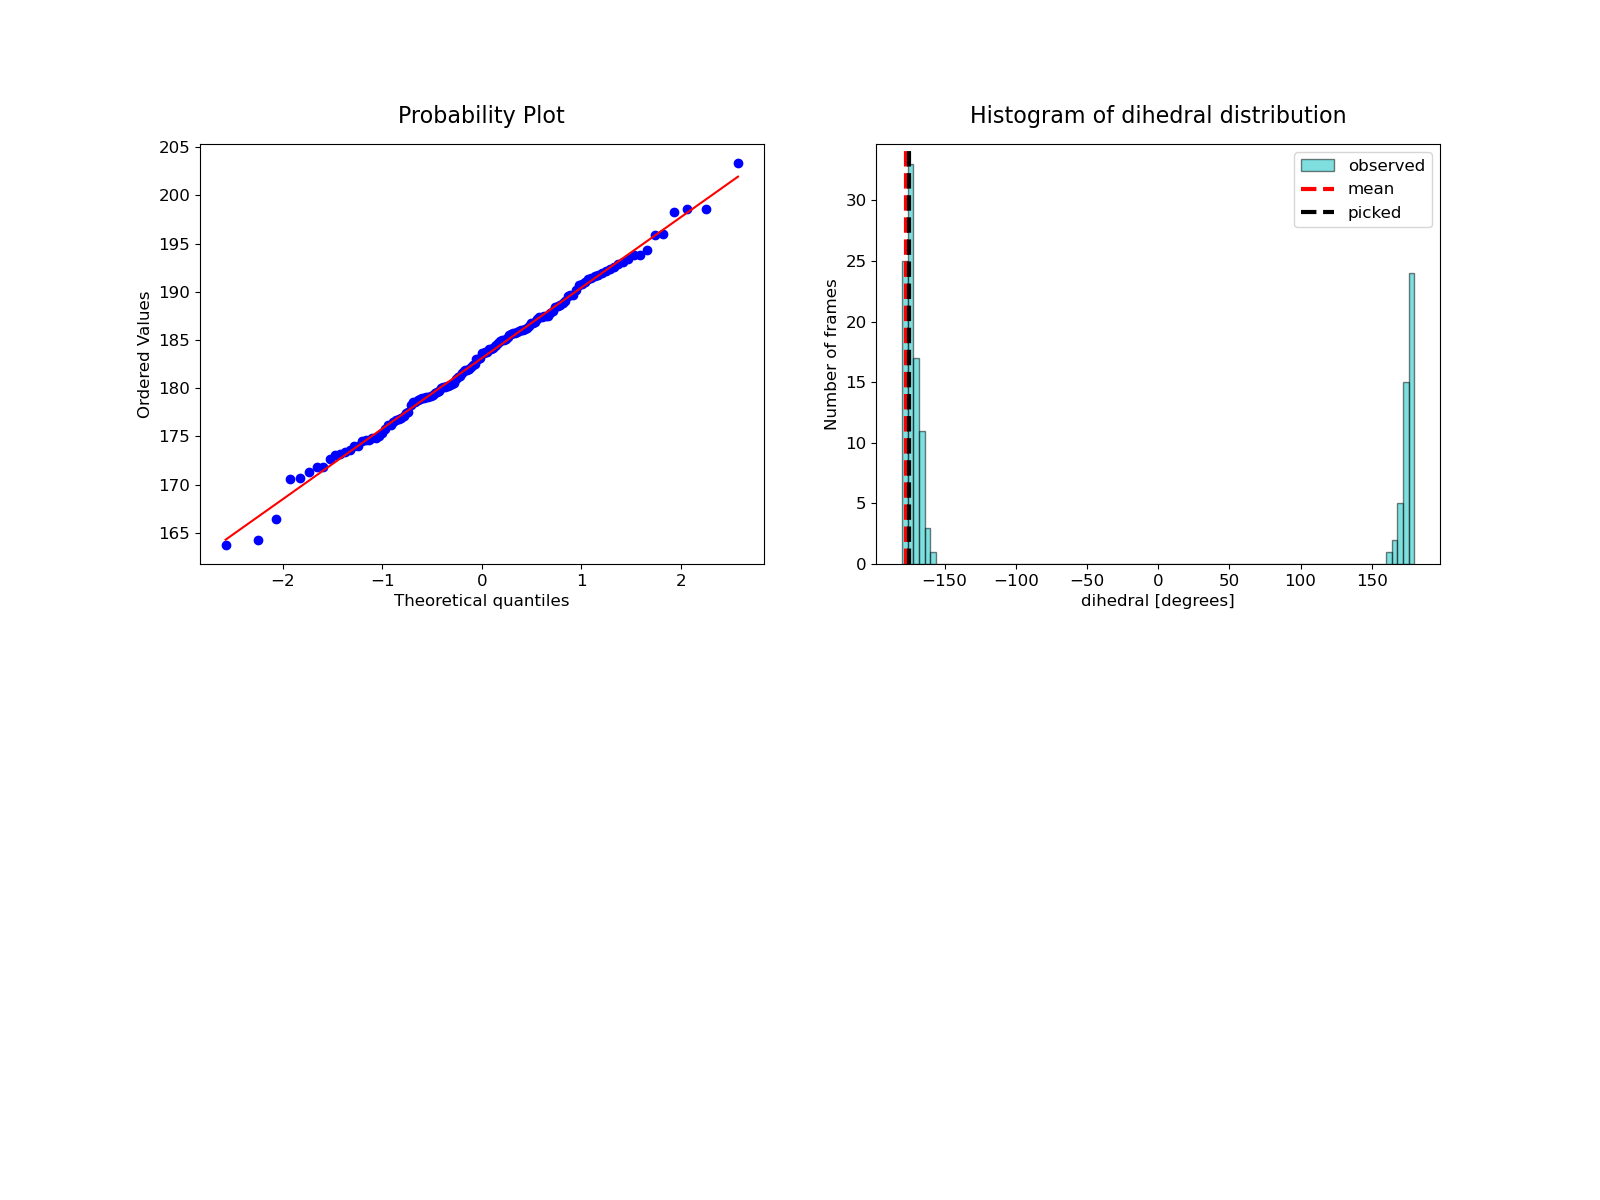 Probability Plot
205
200
195
190
185
180
175
170
165
Ordered Values
−2 −1 0 1 2
Theoretical quantiles
Histogram of dihedral distribution
observed
mean
picked
30
25
20
15
10
5
0
Number of frames
−150 −100 −50 0 50 100 150
dihedral [degrees]